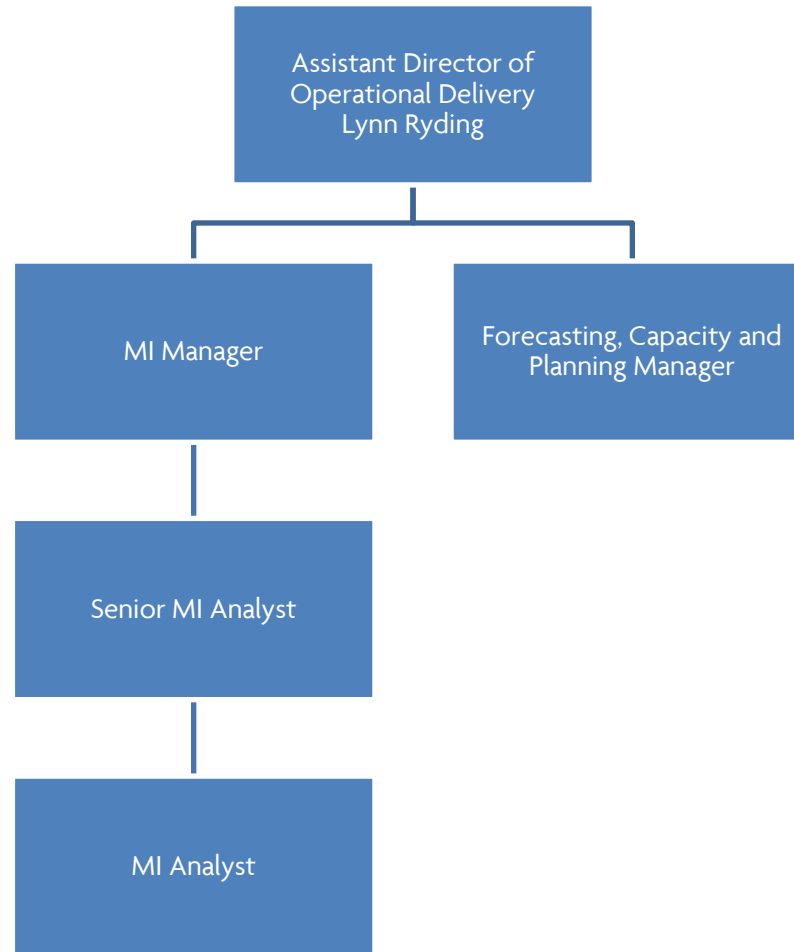 Assistant Director of
Operational Delivery
Lynn Ryding
MI Manager
Forecasting, Capacity and
Planning Manager
Senior MI Analyst
MI Analyst